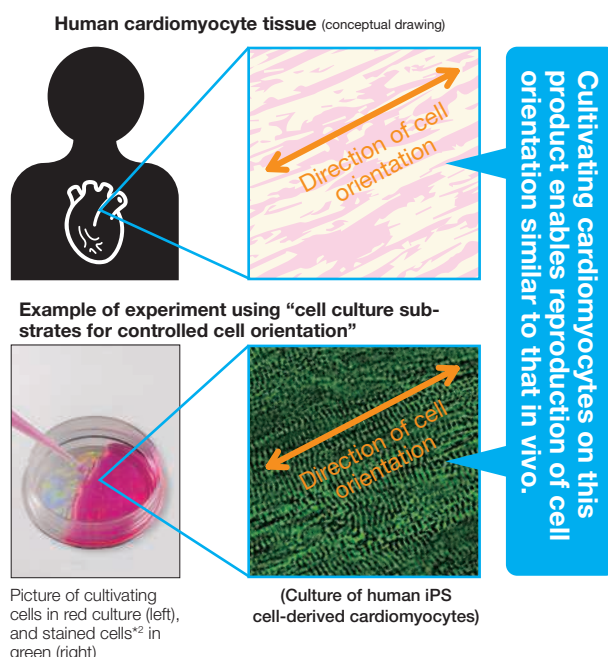 Human cardiomyocyte tissue (conceptual drawing)
Direction of cell
orientation
Cultivating cardiomyocytes on this
product enables reproduction of cell
orientation similar to that in vivo.
Example of experiment using “cell culture sub-
strates for controlled cell orientation”
Direction of cell
orientation
Picture of cultivating
cells in red culture (left),
and stained cells*2 in
green (right)
(Culture of human iPS
cell-derived cardiomyocytes)